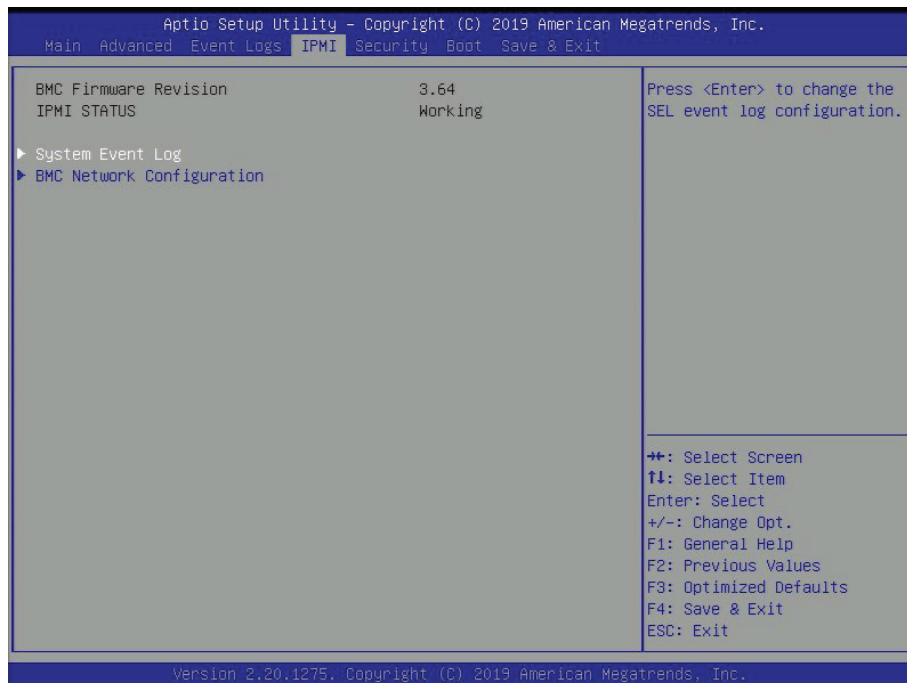 Aptio Setup Utility – Copyright (C) 2019 American Megatrends, Inc.
Main Advanced Event Logs IPMI Security Boot Save & Exit
BMC Firmware Revision 3.64
IPMI STATUS Working
▶ System Event Log
▶ BMC Network Configuration
Press <Enter> to change the
SEL event log configuration.
→←: Select Screen
↑↓: Select Item
Enter: Select
+/-: Change Opt.
F1: General Help
F2: Previous Values
F3: Optimized Defaults
F4: Save & Exit
ESC: Exit
Version 2.20.1275. Copyright (C) 2019 American Megatrends, Inc.